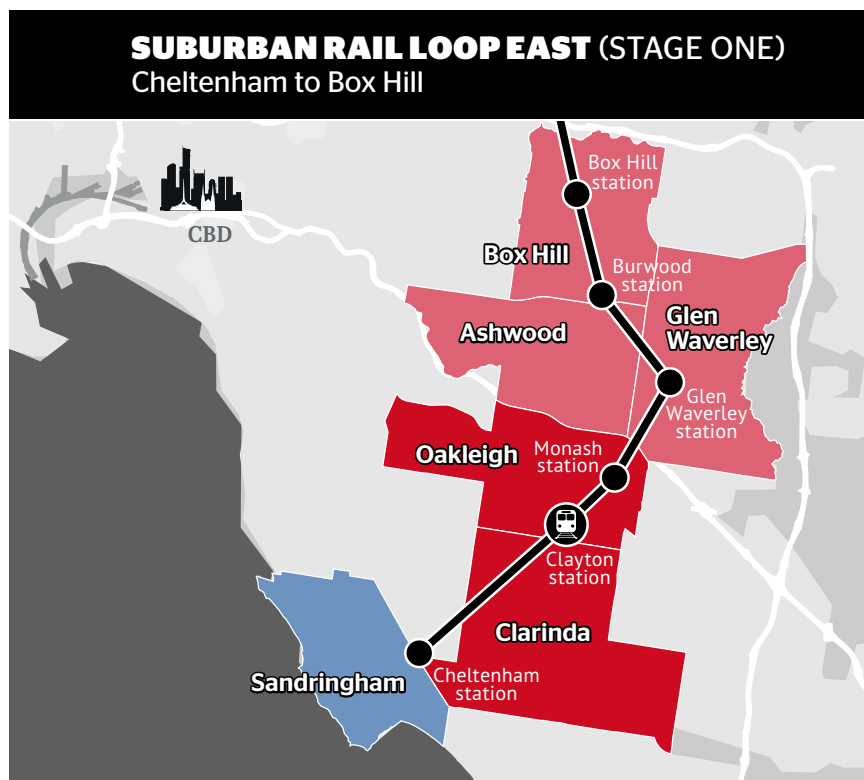 SUBURBAN RAIL LOOP EAST (STAGE ONE)
Cheltenham to Box Hill
CBD
Box Hill
station
Box Hill
Burwood
station
Ashwood
Glen
Waverley
Glen
Waverley
station
Oakleigh
Monash
station
Clayton
station
Clarinda
Sandringham
Cheltenham
station